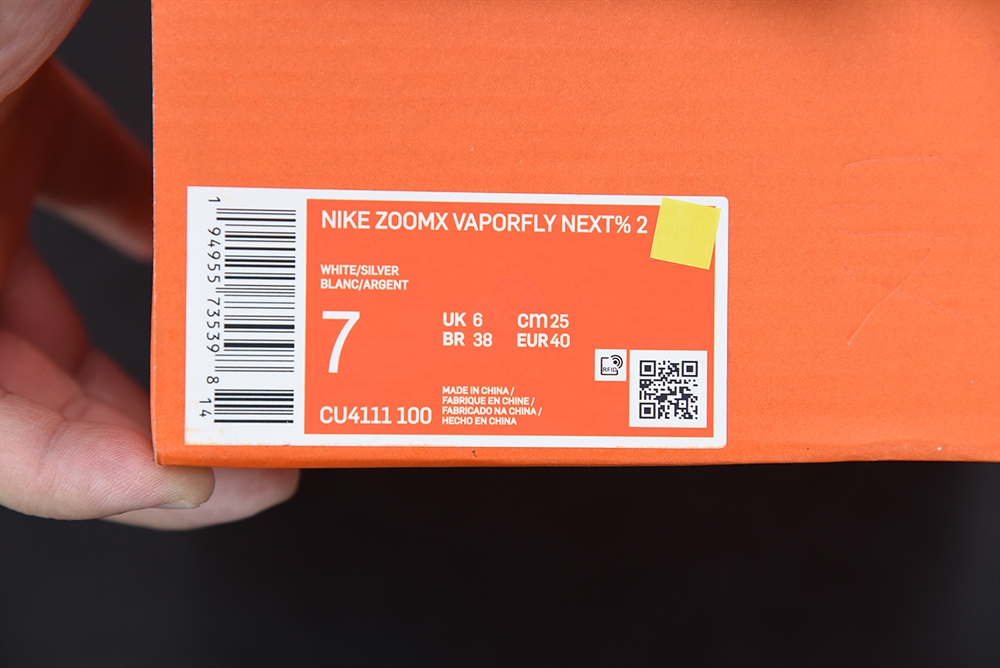 NIKE ZOOMX VAPORFLY NEXT% 2
WHITE/SILVER
BLANC/ARGENT
7
UK 6 cm 25
BR 38 EUR 40
CU4111 100
MADE IN CHINA /
FABRIQUE EN CHINE /
FABRICADO NA CHINA /
HECHO EN CHINA
RFID
1 94955 73539 8 14